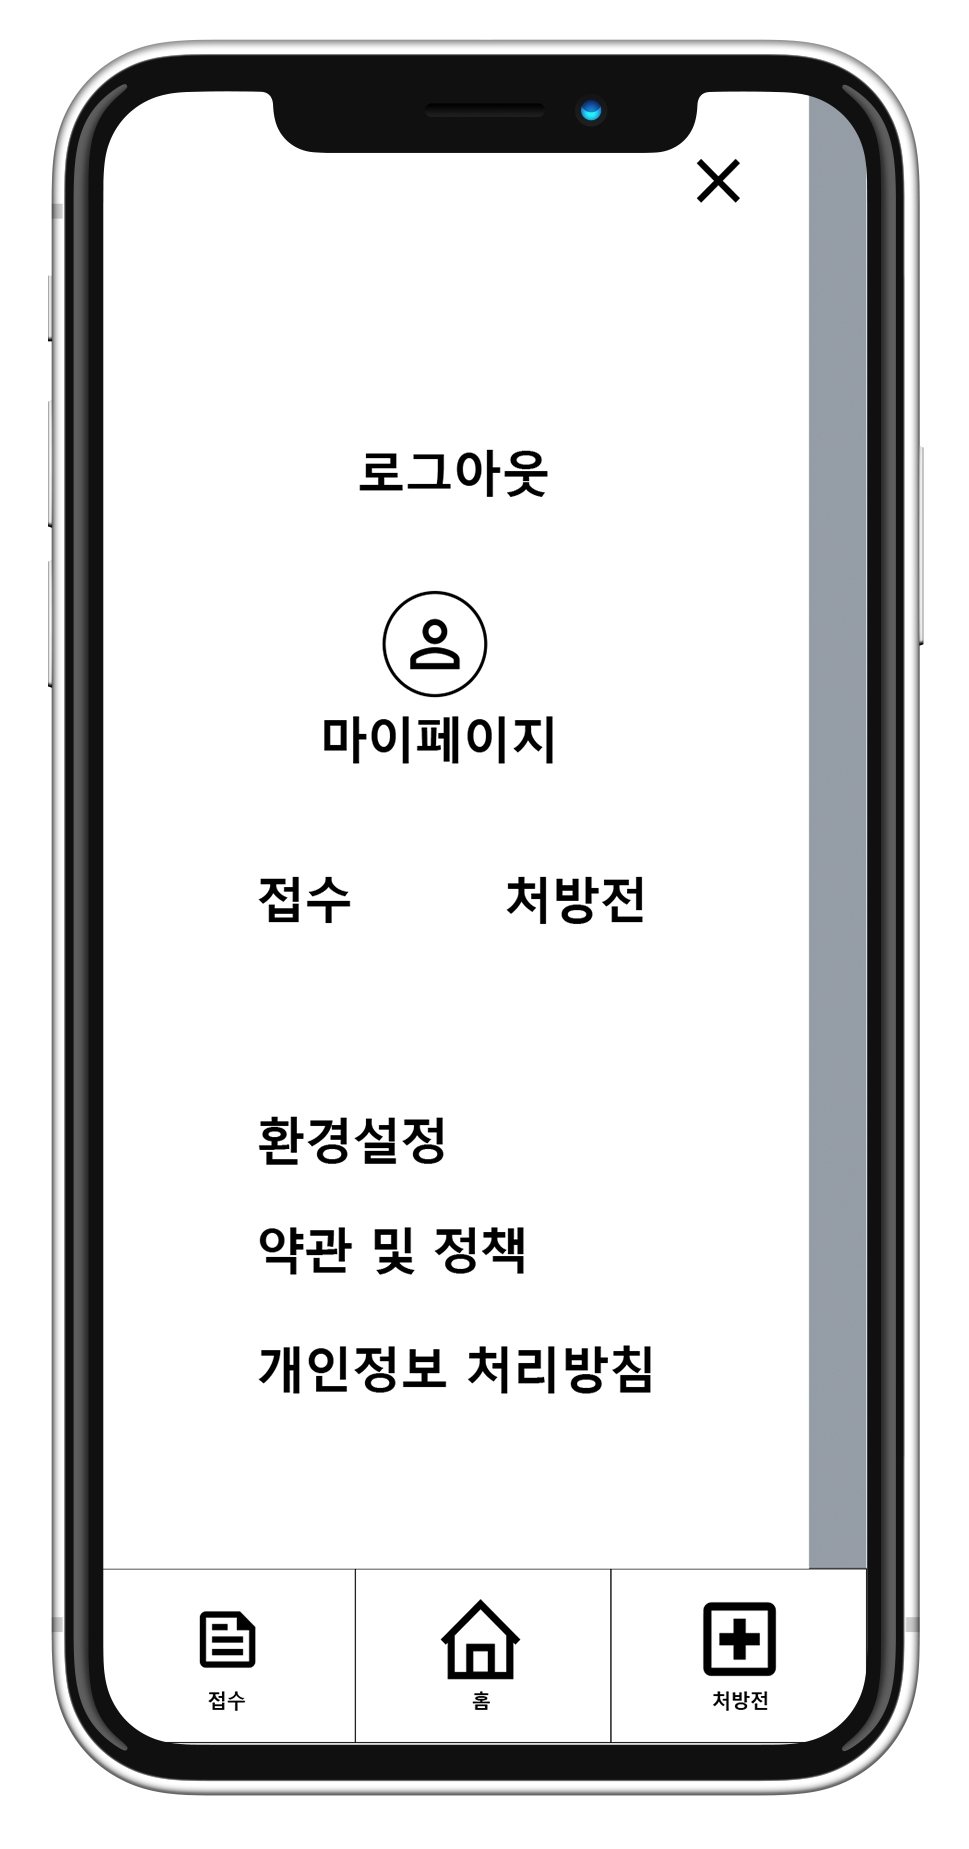 로그아웃
마이페이지
접수 처방전
환경설정
약관 및 정책
개인정보 처리방침
접수 홈 처방전